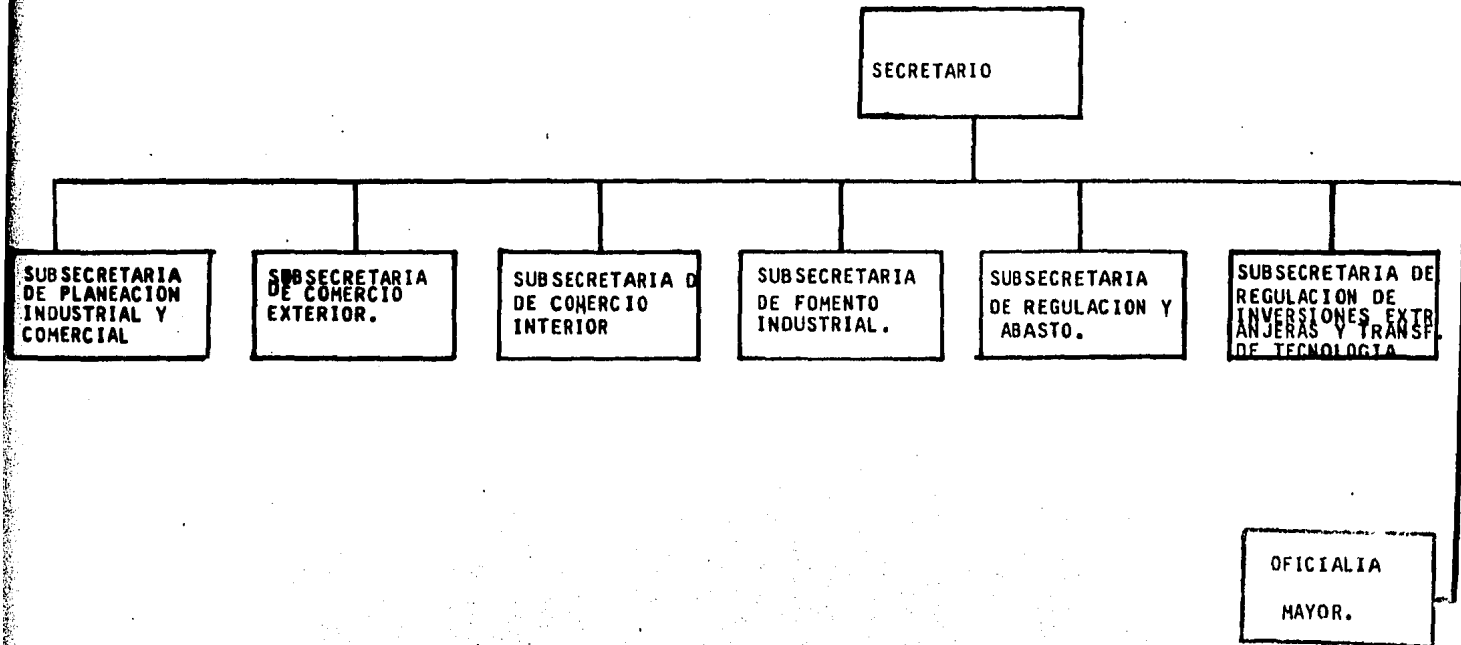 SECRETARIO
SUBSECRETARIA
DE PLANEACION
INDUSTRIAL Y
COMERCIAL
SUBSECRETARIA
DE COMERCIO
EXTERIOR.
SUBSECRETARIA D
DE COMERCIO
INTERIOR
SUBSECRETARIA
DE FOMENTO
INDUSTRIAL.
SUBSECRETARIA
DE REGULACION Y
ABASTO.
SUBSECRETARIA DE
REGULACION DE
INVERSIONES EXTR
ANJERAS Y TRANSF.
DE TECNOLOGIA
OFICIALIA
MAYOR.